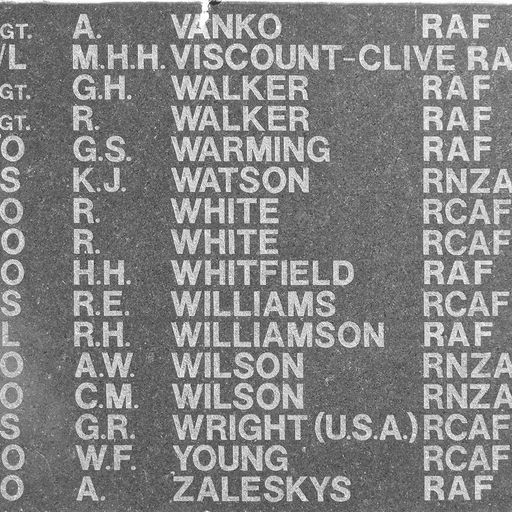 GT. A. VANKO RAF
/L M.H.H. VISCOUNT-CLIVE RA
GT. G.H. WALKER RAF
GT. R. WALKER RAF
O G.S. WARMING RAF
S K.J. WATSON RNZA
O R. WHITE RCAF
O R. WHITE RCAF
O H.H. WHITFIELD RAF
S R.E. WILLIAMS RCAF
L R.H. WILLIAMSON RAF
O A.W. WILSON RNZA
O C.M. WILSON RNZA
S G.R. WRIGHT (U.S.A.) RCAF
O W.F. YOUNG RCAF
O A. ZALESKYS RAF